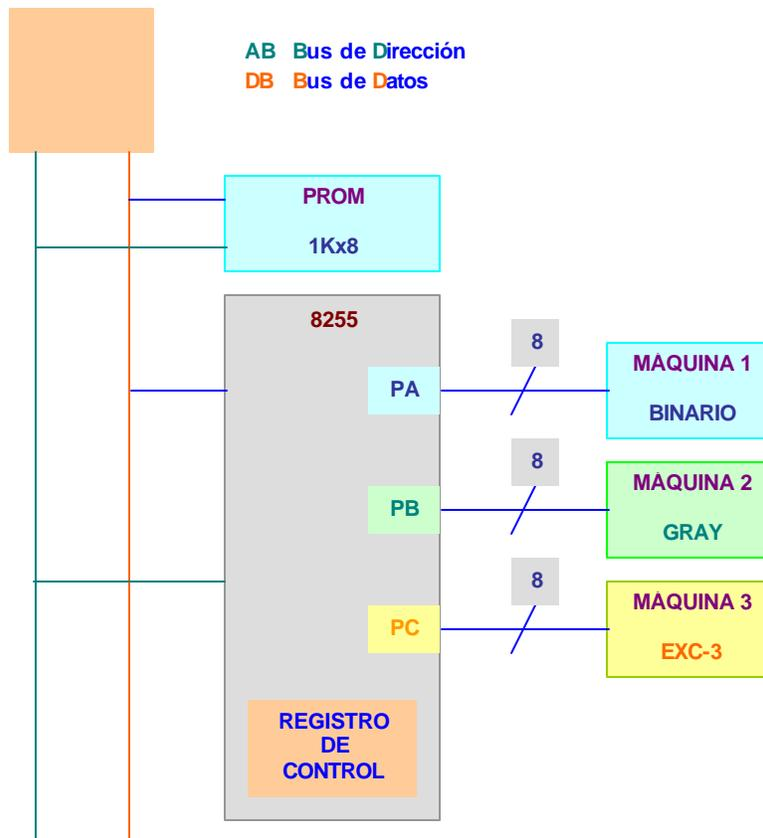 AB Bus de Dirección
DB Bus de Datos
PROM
1Kx8
8255
8
MÁQUINA 1
PA
BINARIO
8
MÁQUINA 2
PB
GRAY
8
MÁQUINA 3
PC
EXC-3
REGISTRO
DE
CONTROL